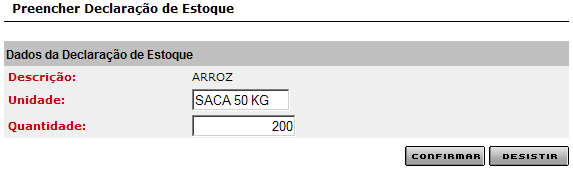 Preencher Declaração de Estoque
Dados da Declaração de Estoque
Descrição: ARROZ
Unidade: SACA 50 KG
Quantidade: 200
CONFIRMAR DESISTIR